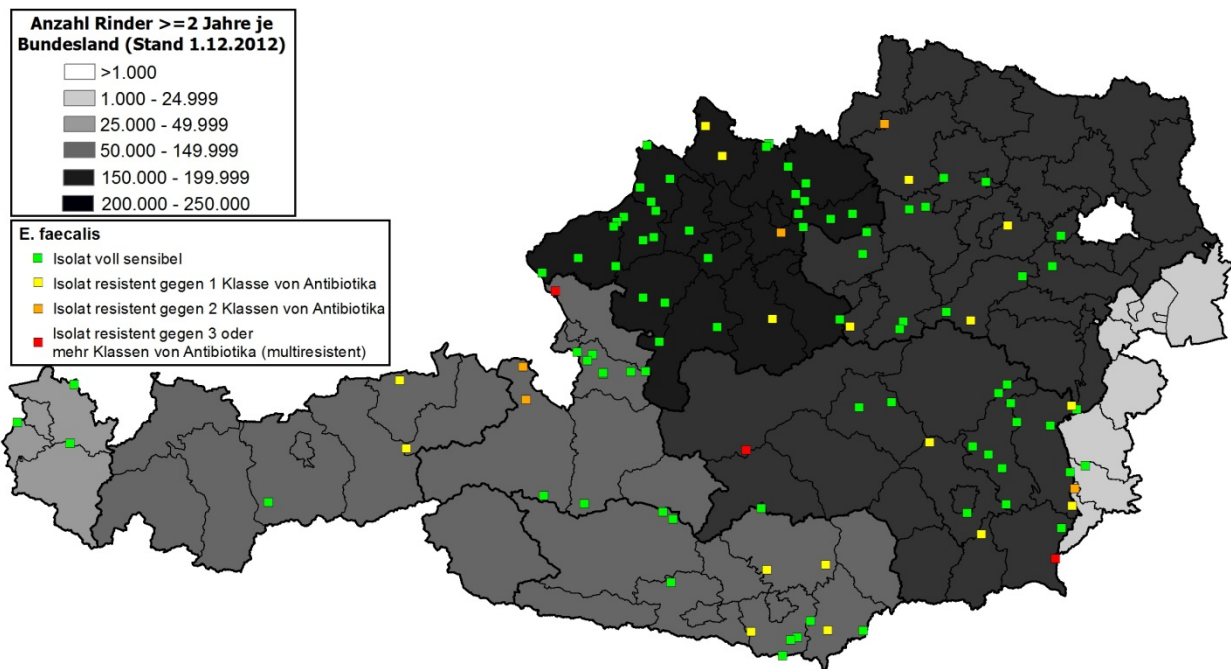 Anzahl Rinder >=2 Jahre je
Bundesland (Stand 1.12.2012)
>1.000
1.000 - 24.999
25.000 - 49.999
50.000 - 149.999
150.000 - 199.999
200.000 - 250.000
E. faecalis
Isolat voll sensibel
Isolat resistent gegen 1 Klasse von Antibiotika
Isolat resistent gegen 2 Klassen von Antibiotika
Isolat resistent gegen 3 oder
mehr Klassen von Antibiotika (multiresistent)